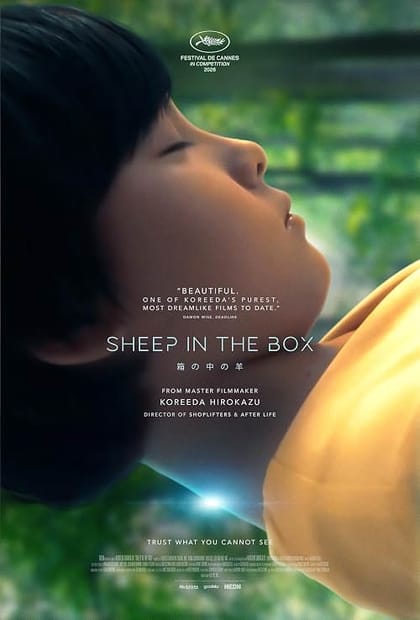 FESTIVAL DE CANNES
IN COMPETITION
2026
"BEAUTIFUL.
ONE OF KOREEDA'S PUREST,
MOST DREAMLIKE FILMS TO DATE."
DAMON WISE, DEADLINE
SHEEP IN THE BOX
箱の中の羊
FROM MASTER FILMMAKER
KOREEDA HIROKAZU
DIRECTOR OF SHOPLIFTERS & AFTER LIFE
TRUST WHAT YOU CANNOT SEE
NEON